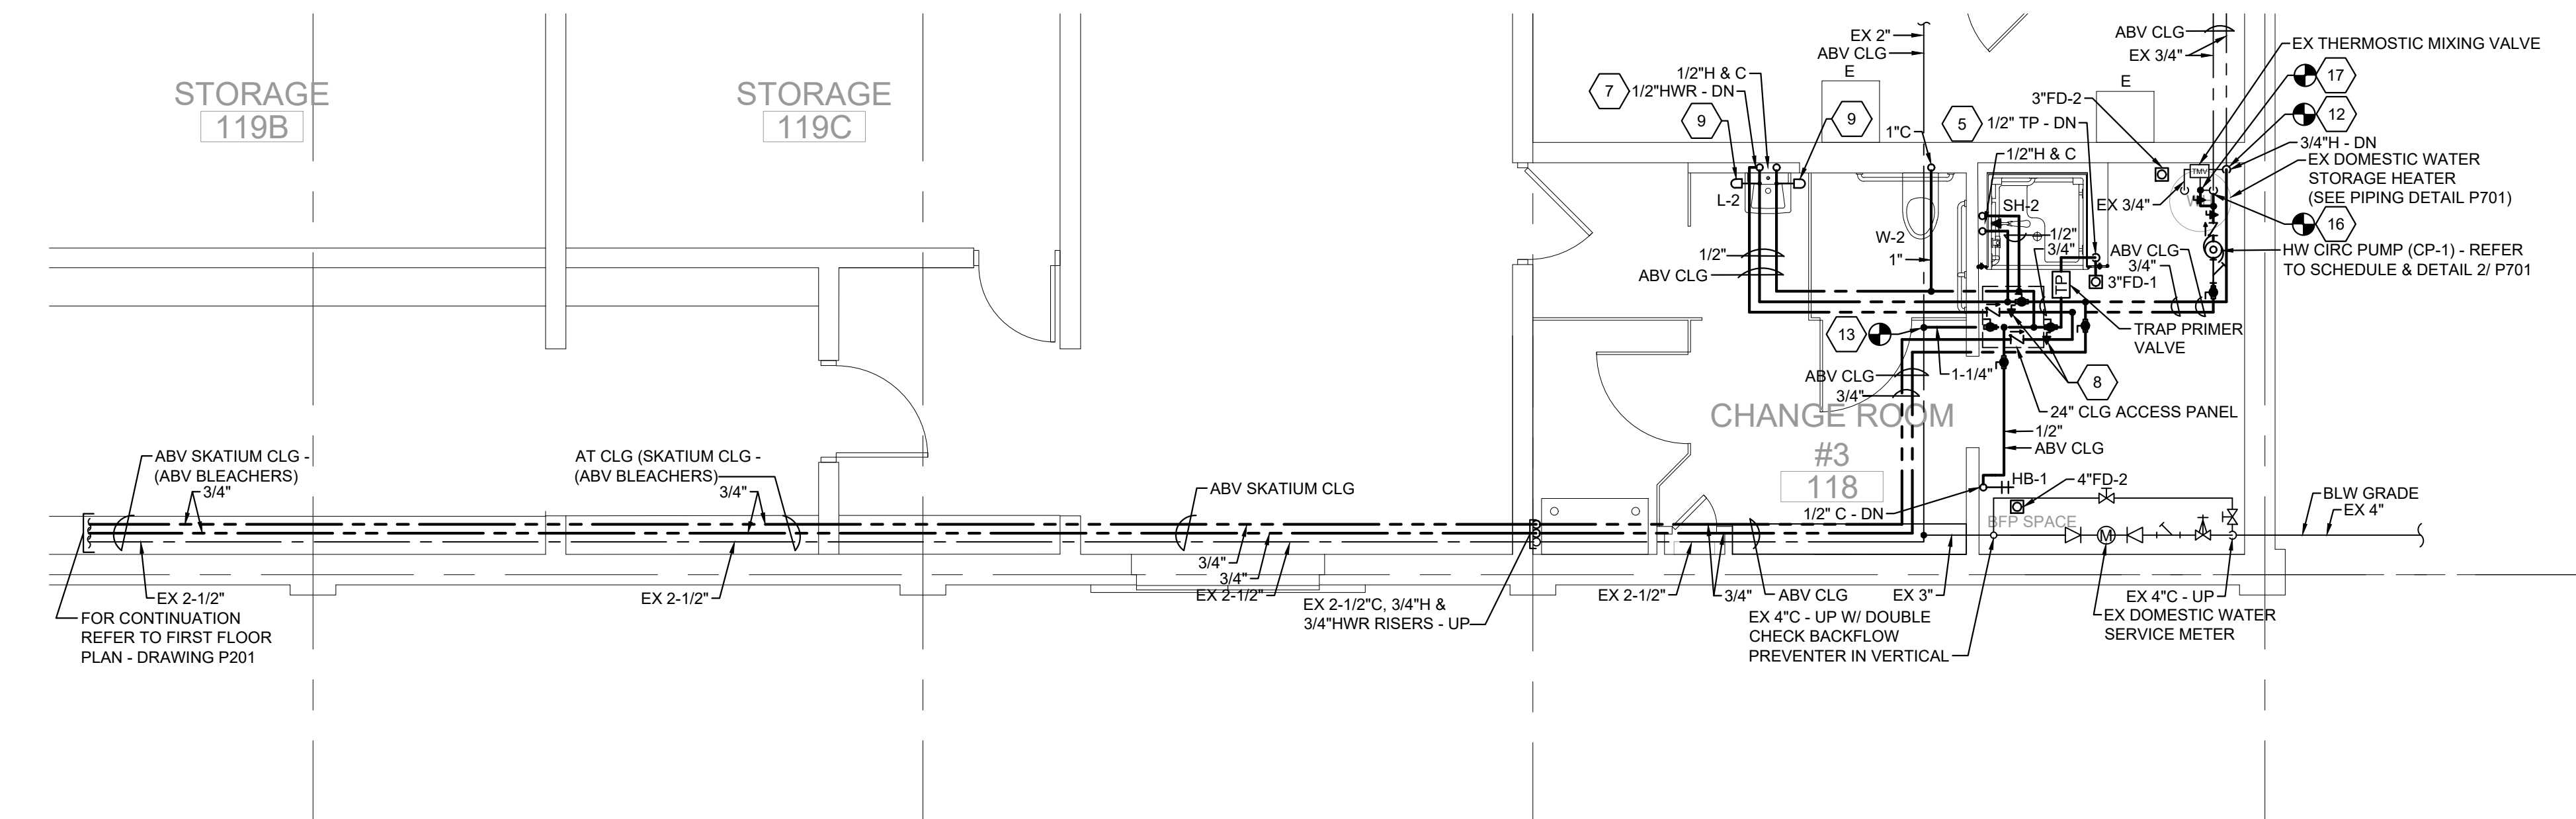 STORAGE
119B
STORAGE
119C
EX 2"
ABV CLG
E
1/2"H & C
7
1/2"HWR - DN
9
9
1"C
5
1/2" TP - DN
3"FD-2
E
ABV CLG
EX 3/4"
EX THERMOSTIC MIXING VALVE
17
12
3/4"H - DN
EX DOMESTIC WATER
STORAGE HEATER
(SEE PIPING DETAIL P701)
16
HW CIRC PUMP (CP-1) - REFER
TO SCHEDULE & DETAIL 2/ P701
1/2"H & C
TMV
EX 3/4"
L-2
SH-2
W-2
1/2"
3/4"
1"
1/2"
ABV CLG
ABV CLG
3/4"
TP
3"FD-1
TRAP PRIMER
VALVE
13
ABV CLG
3/4"
1-1/4"
8
24" CLG ACCESS PANEL
CHANGE ROOM
#3
118
1/2"
ABV CLG
HB-1
4"FD-2
1/2" C - DN
BFP SPACE
M
BLW GRADE
EX 4"
ABV SKATIUM CLG -
(ABV BLEACHERS)
3/4"
AT CLG (SKATIUM CLG -
(ABV BLEACHERS)
3/4"
ABV SKATIUM CLG
3/4"
3/4"
EX 2-1/2"
EX 2-1/2"
EX 2-1/2"
EX 2-1/2"
3/4"
ABV CLG
EX 3"
EX 4"C - UP
FOR CONTINUATION
REFER TO FIRST FLOOR
PLAN - DRAWING P201
EX 2-1/2"C, 3/4"H &
3/4"HWR RISERS - UP
EX 4"C - UP W/ DOUBLE
CHECK BACKFLOW
PREVENTER IN VERTICAL
EX DOMESTIC WATER
SERVICE METER